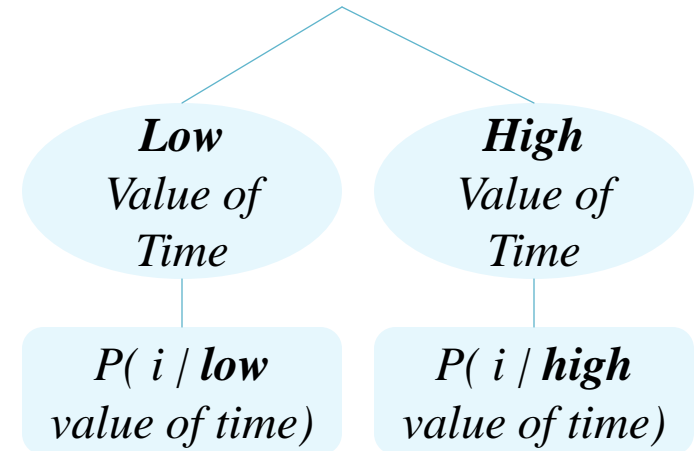 Low
Value of
Time
High
Value of
Time
P( i / low
value of time)
P( i / high
value of time)